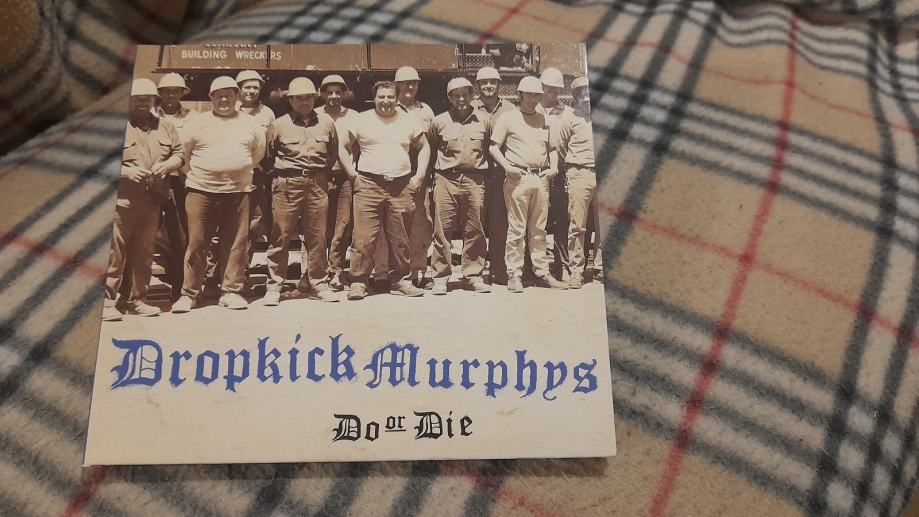 BUILDING WRECKERS
Dropkick Murphys
Do or Die